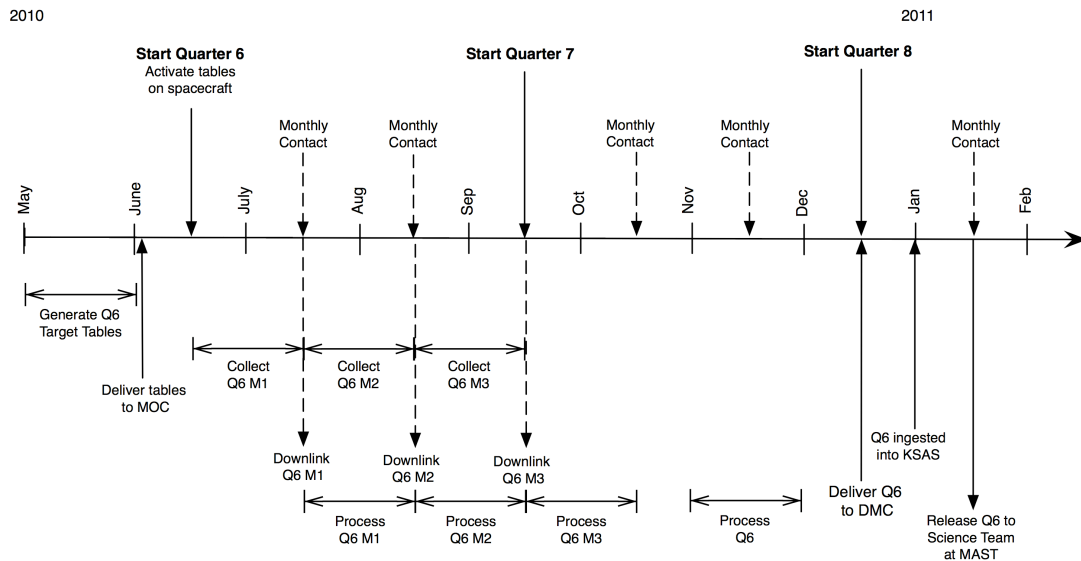 2010
2011
Start Quarter 6
Activate tables
on spacecraft
Start Quarter 7
Start Quarter 8
Monthly
Contact
Monthly
Contact
Monthly
Contact
Monthly
Contact
Monthly
Contact
May
June
July
Aug
Sep
Oct
Nov
Dec
Jan
Feb
Generate Q6
Target Tables
Deliver tables
to MOC
Collect
Q6 M1
Collect
Q6 M2
Collect
Q6 M3
Downlink
Q6 M1
Downlink
Q6 M2
Downlink
Q6 M3
Process
Q6 M1
Process
Q6 M2
Process
Q6 M3
Process
Q6
Q6 ingested
into KSAS
Deliver Q6
to DMC
Release Q6 to
Science Team
at MAST